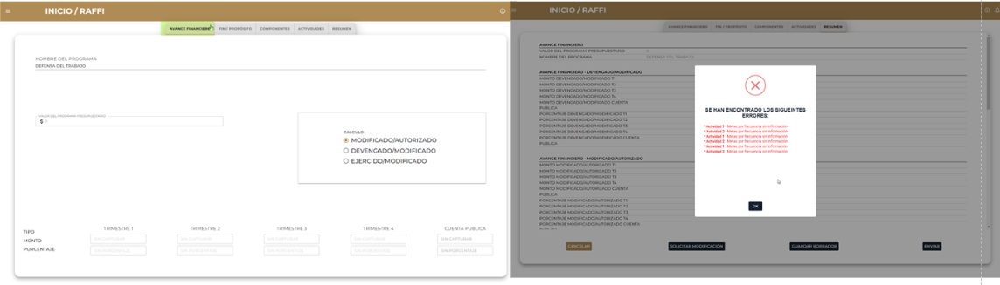 INICIO / RAFFI
AVANCE FINANCIERO FIN / PROPÓSITO COMPONENTES ACTIVIDADES RESUMEN
NOMBRE DEL PROGRAMA
DEFENSA DEL TRABAJO
VALOR DEL PROGRAMA PRESUPUESTARIO
$ 0
CALCULO
MODIFICADO/AUTORIZADO
DEVENGADO/MODIFICADO
EJERCIDO/MODIFICADO
TIPO TRIMESTRE 1 TRIMESTRE 2 TRIMESTRE 3 TRIMESTRE 4 CUENTA PUBLICA
MONTO SIN CAPTURAR SIN CAPTURAR SIN CAPTURAR SIN CAPTURAR SIN CAPTURAR
PORCENTAJE SIN PORCENTAJE SIN PORCENTAJE SIN PORCENTAJE SIN PORCENTAJE SIN PORCENTAJE
INICIO / RAFFI
AVANCE FINANCIERO FIN / PROPÓSITO COMPONENTES ACTIVIDADES RESUMEN
AVANCE FINANCIERO
VALOR DEL PROGRAMA PRESUPUESTARIO 0
NOMBRE DEL PROGRAMA DEFENSA DEL TRABAJO
AVANCE FINANCIERO - DEVENGADO/MODIFICADO
MONTO DEVENGADO/MODIFICADO T1
MONTO DEVENGADO/MODIFICADO T2
MONTO DEVENGADO/MODIFICADO T3
MONTO DEVENGADO/MODIFICADO T4
MONTO DEVENGADO/MODIFICADO CUENTA
PUBLICA
PORCENTAJE DEVENGADO/MODIFICADO T1
PORCENTAJE DEVENGADO/MODIFICADO T2
PORCENTAJE DEVENGADO/MODIFICADO T3
PORCENTAJE DEVENGADO/MODIFICADO T4
PORCENTAJE DEVENGADO/MODIFICADO CUENTA
PUBLICA
AVANCE FINANCIERO - MODIFICADO/AUTORIZADO
MONTO MODIFICADO/AUTORIZADO T1
MONTO MODIFICADO/AUTORIZADO T2
MONTO MODIFICADO/AUTORIZADO T3
MONTO MODIFICADO/AUTORIZADO T4
MONTO MODIFICADO/AUTORIZADO CUENTA
PUBLICA
PORCENTAJE MODIFICADO/AUTORIZADO T1
PORCENTAJE MODIFICADO/AUTORIZADO T2
PORCENTAJE MODIFICADO/AUTORIZADO T3
PORCENTAJE MODIFICADO/AUTORIZADO T4
PORCENTAJE MODIFICADO/AUTORIZADO CUENTA
SE HAN ENCONTRADO LOS SIGUEINTES
ERRORES:
* Actividad 1 : Metas por frecuencia sin información.
* Actividad 2 : Metas por frecuencia sin información.
* Actividad 1 : Metas por frecuencia sin información.
* Actividad 2 : Metas por frecuencia sin información.
* Actividad 1 : Metas por frecuencia sin información.
* Actividad 2 : Metas por frecuencia sin información.
OK
CANCELAR SOLICITAR MODIFICACIÓN GUARDAR BORRADOR ENVIAR